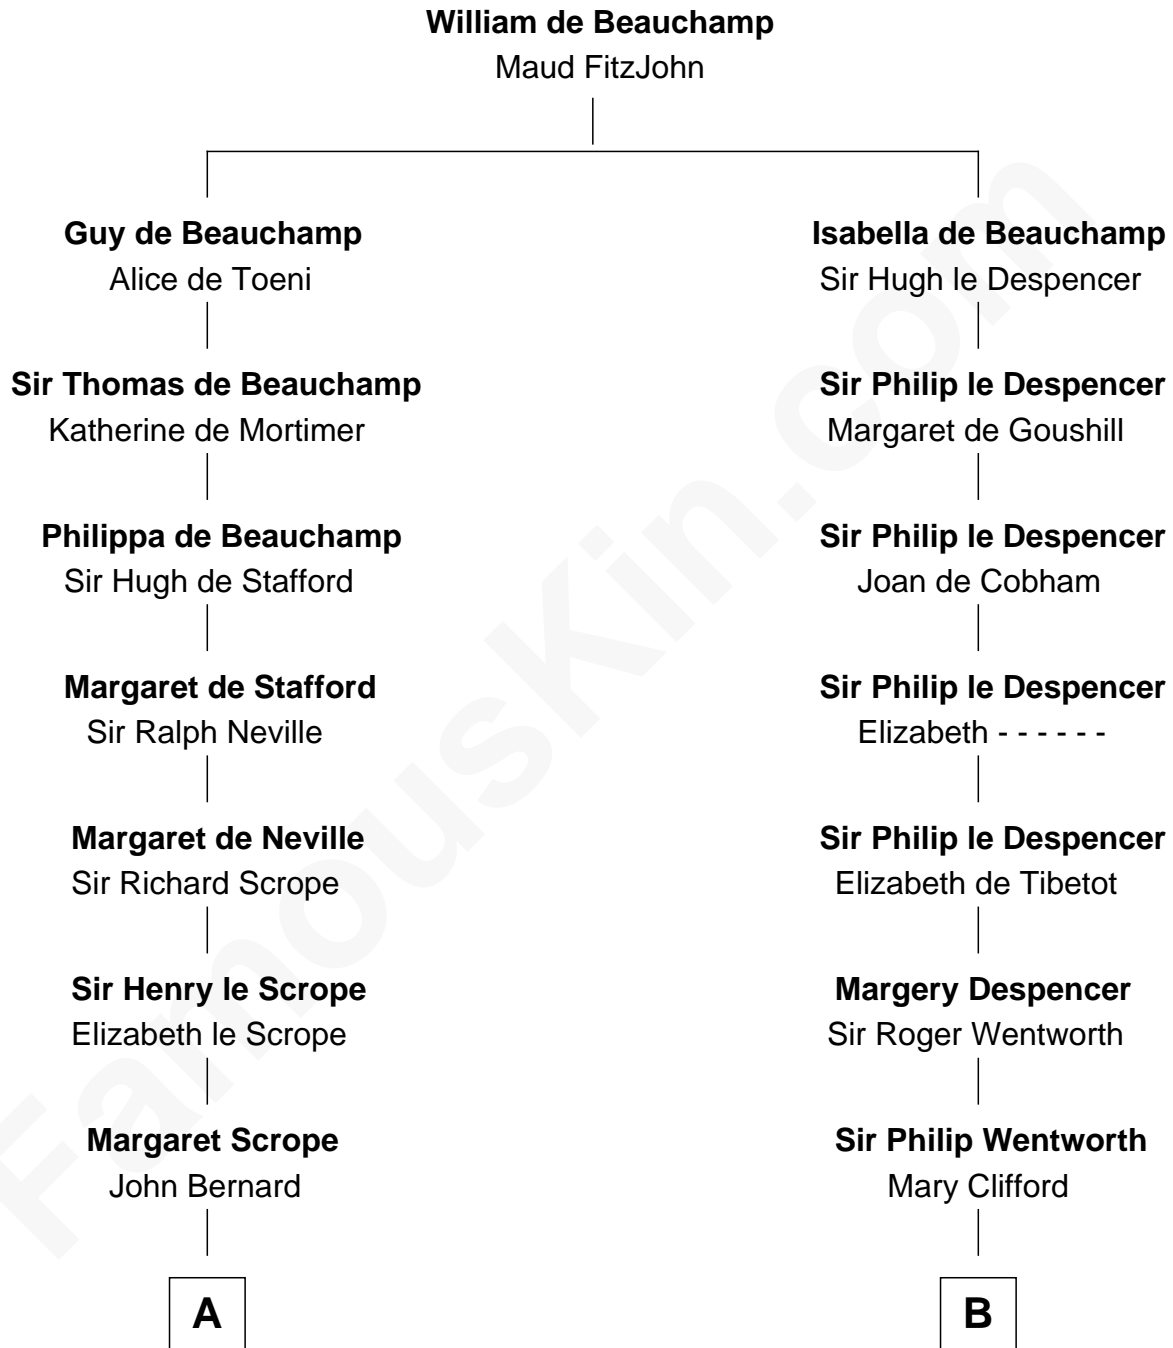 William de Beauchamp
Maud FitzJohn
Guy de Beauchamp
Alice de Toeni
Isabella de Beauchamp
Sir Hugh le Despencer
Sir Thomas de Beauchamp
Katherine de Mortimer
Sir Philip le Despencer
Margaret de Goushill
Philippa de Beauchamp
Sir Hugh de Stafford
Sir Philip le Despencer
Joan de Cobham
Margaret de Stafford
Sir Ralph Neville
Sir Philip le Despencer
Elizabeth - - - - - -
Margaret de Neville
Sir Richard Scrope
Sir Philip le Despencer
Elizabeth de Tibetot
Sir Henry le Scrope
Elizabeth le Scrope
Margery Despencer
Sir Roger Wentworth
Margaret Scrope
John Bernard
Sir Philip Wentworth
Mary Clifford
A
B
FamousKin.com